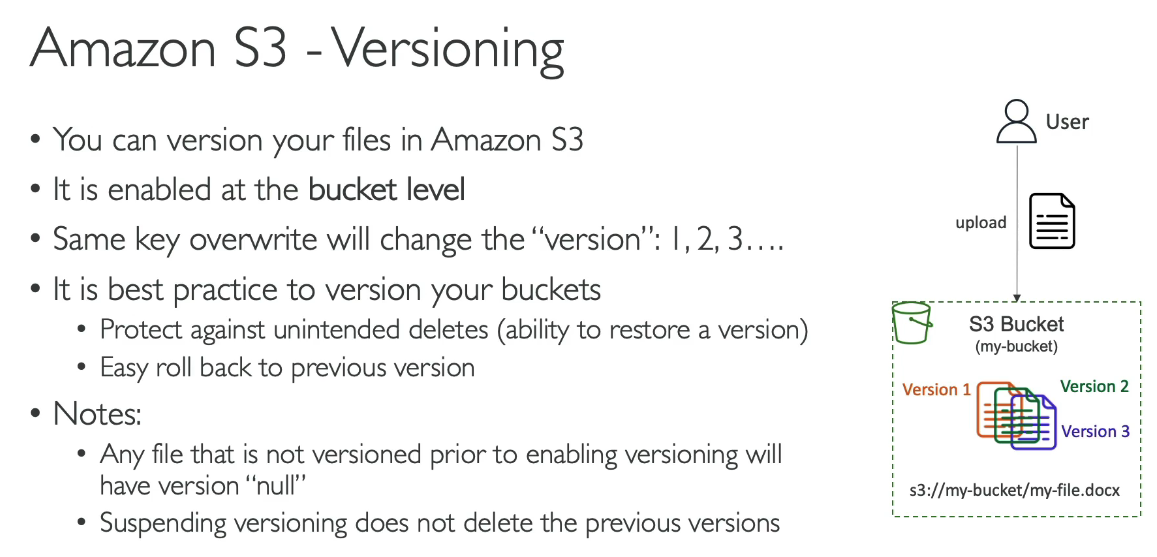 Amazon S3 - Versioning
• You can version your files in Amazon S3
• It is enabled at the bucket level
• Same key overwrite will change the “version”: 1, 2, 3….
• It is best practice to version your buckets
• Protect against unintended deletes (ability to restore a version)
• Easy roll back to previous version
• Notes:
• Any file that is not versioned prior to enabling versioning will
have version “null”
• Suspending versioning does not delete the previous versions
User
upload
S3 Bucket
(my-bucket)
Version 1
Version 2
Version 3
s3://my-bucket/my-file.docx